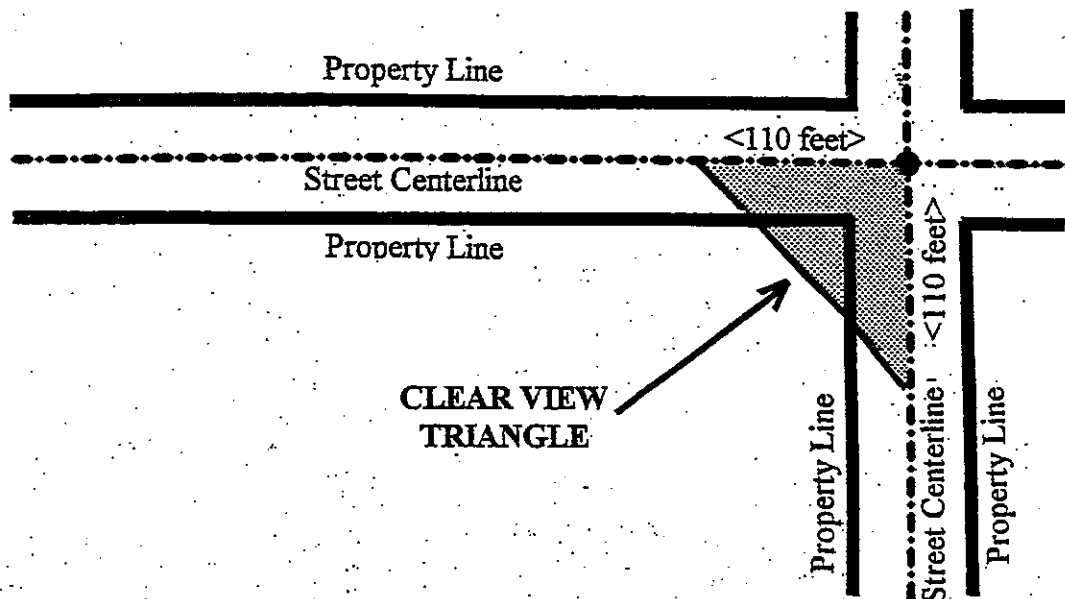 Property Line
<110 feet>
Street Centerline
Property Line
<110 feet>
CLEAR VIEW
TRIANGLE
Property Line
Street Centerline
Property Line